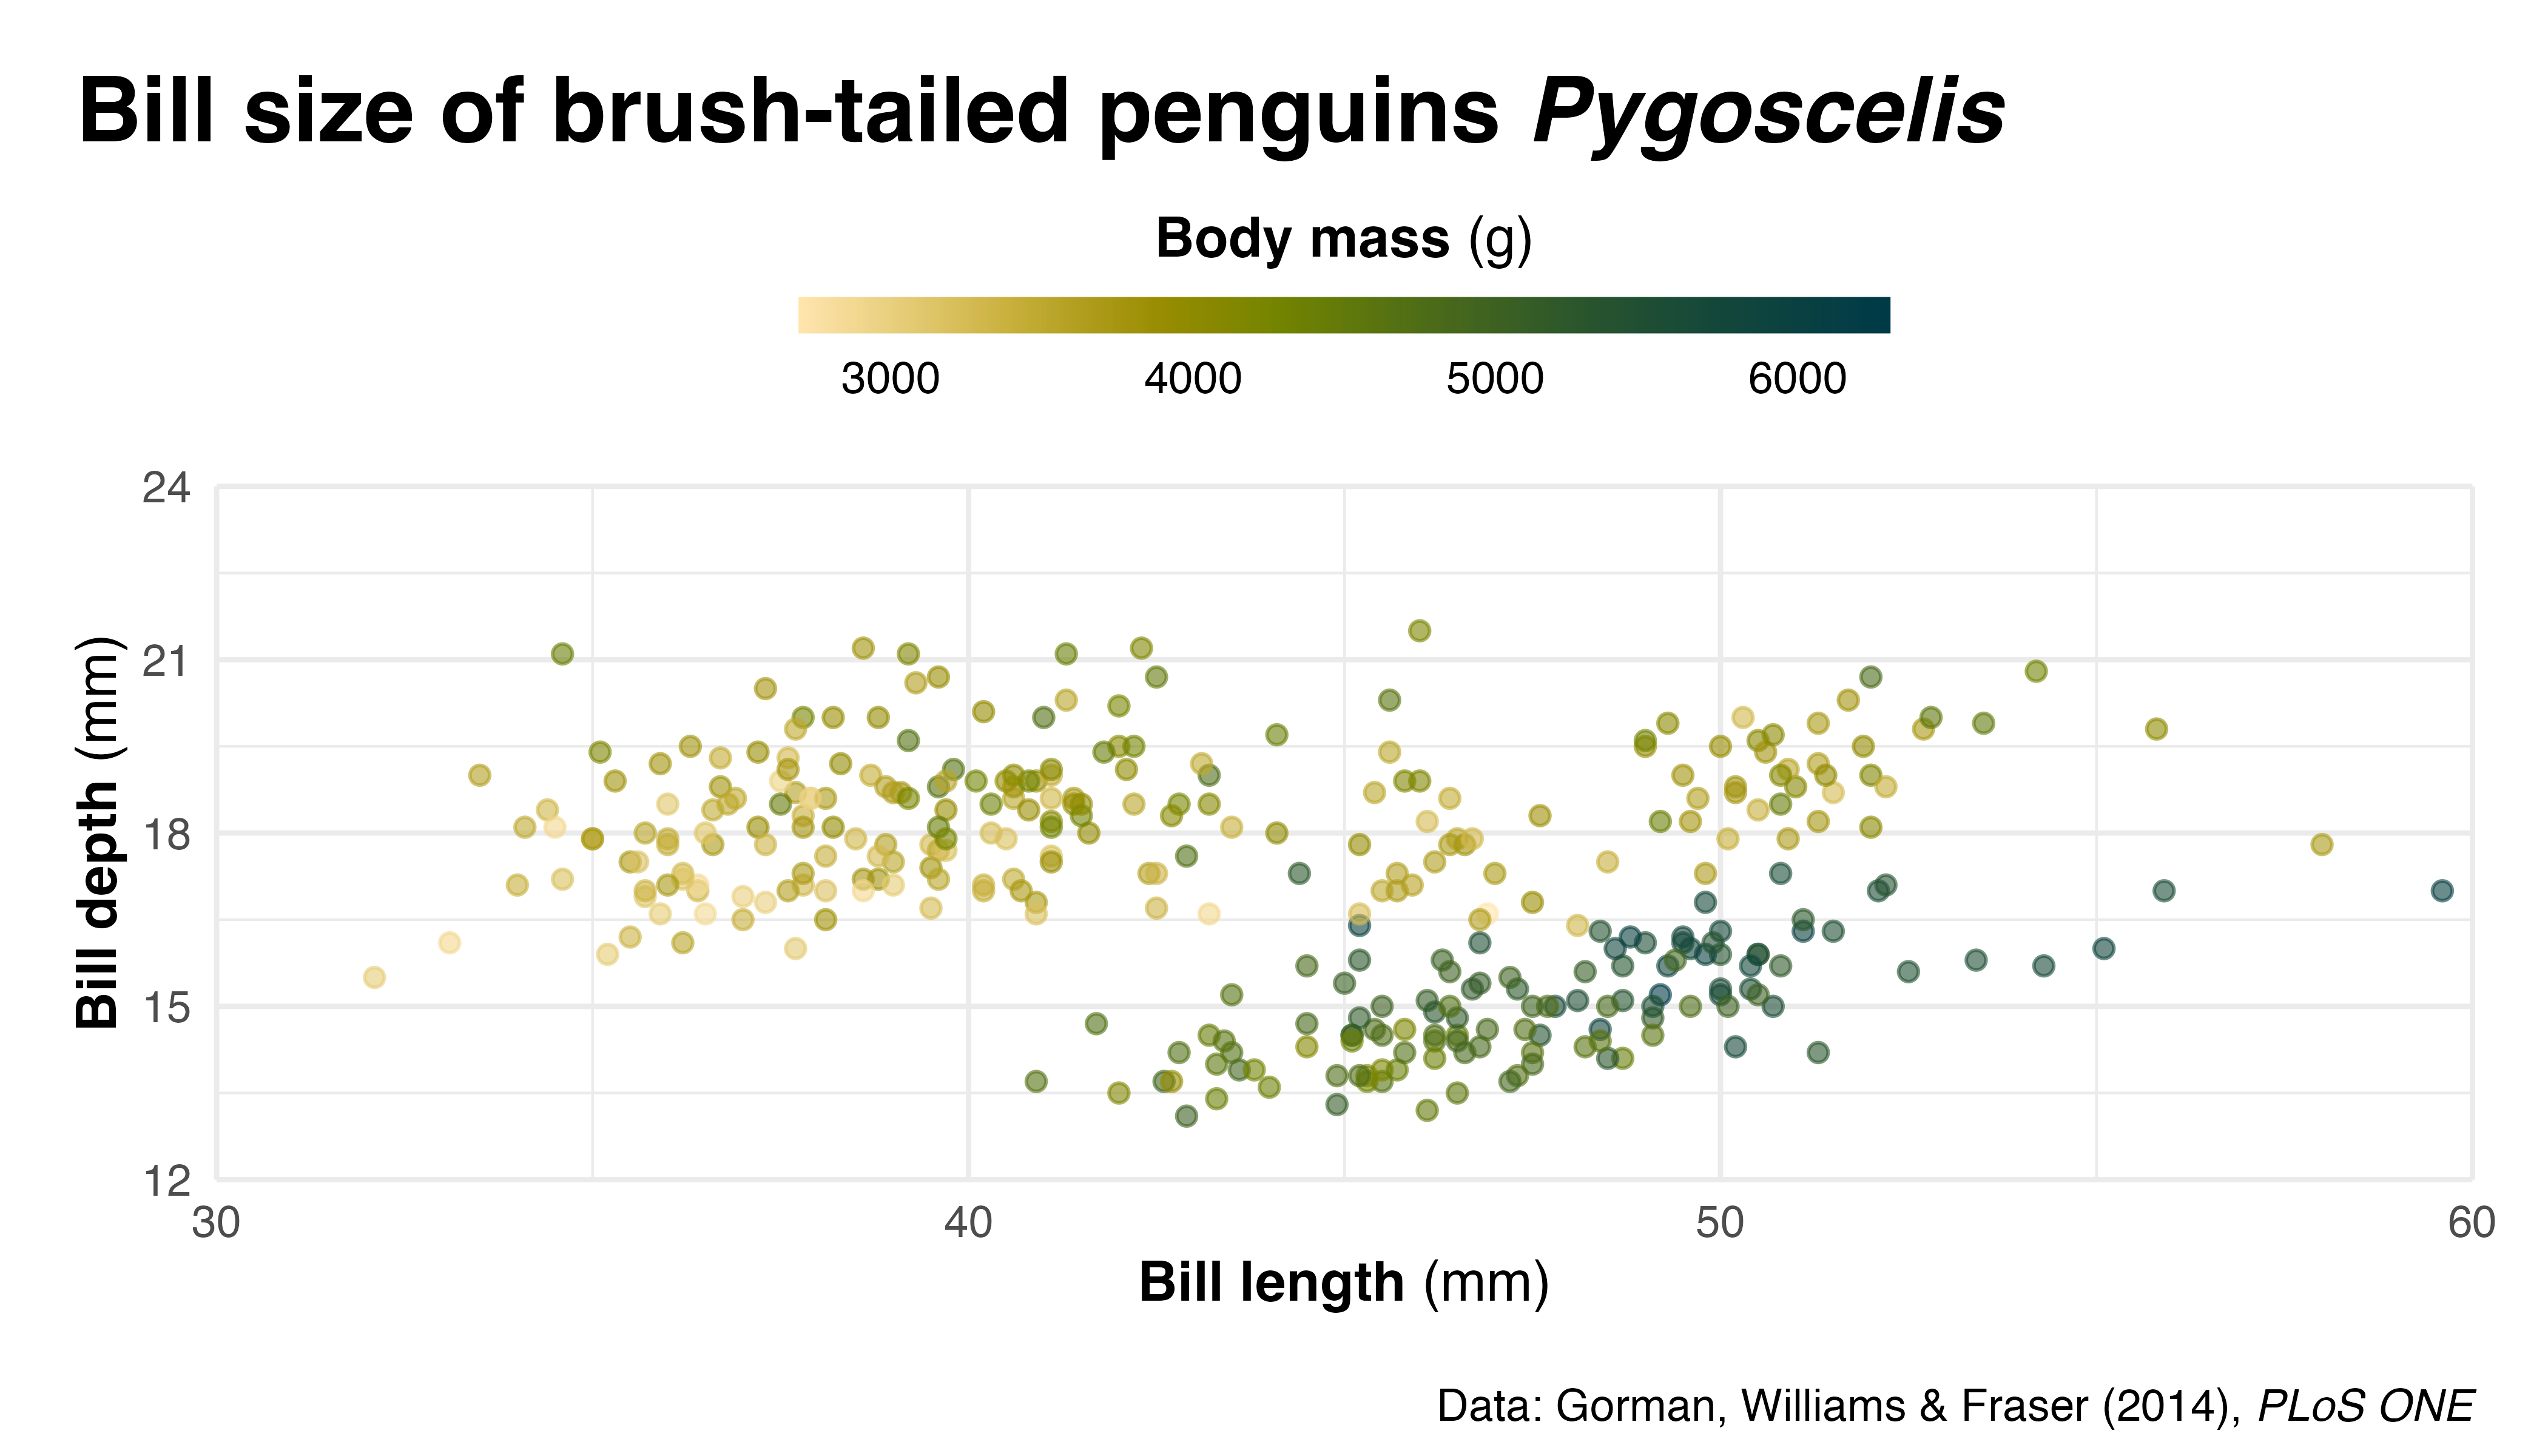 Bill size of brush-tailed penguins Pygoscelis
Body mass (g)
3000 4000 5000 6000
24
21
18
15
12
Bill depth (mm)
30 40 50 60
Bill length (mm)
Data: Gorman, Williams & Fraser (2014), PLoS ONE